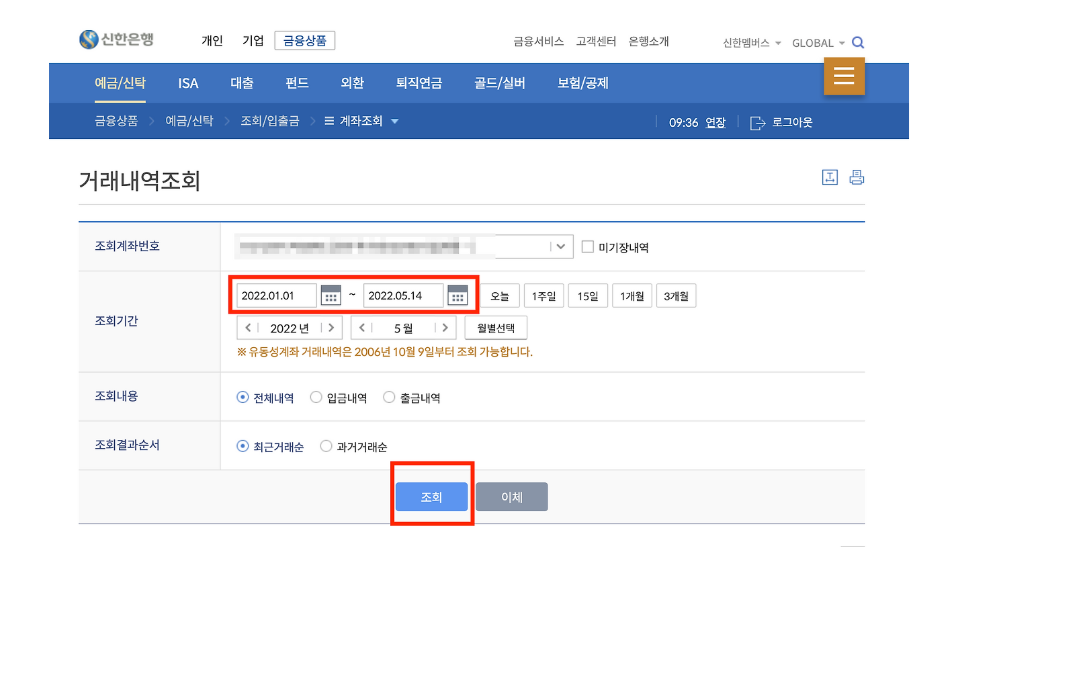 신한은행 개인 기업 금융상품 금융서비스 고객센터 은행소개 신한멤버스 GLOBAL
예금/신탁 ISA 대출 펀드 외환 퇴직연금 골드/실버 보험/공제
금융상품 예금/신탁 조회/입출금 계좌조회 09:36 연장 로그아웃
거래내역조회
조회계좌번호 미기장내역
조회기간 2022.01.01 ~ 2022.05.14 오늘 1주일 15일 1개월 3개월
2022 년 5 월 월별선택
※ 유동성계좌 거래내역은 2006년 10월 9일부터 조회 가능합니다.
조회내용 전체내역 입금내역 출금내역
조회결과순서 최근거래순 과거거래순
조회 이체